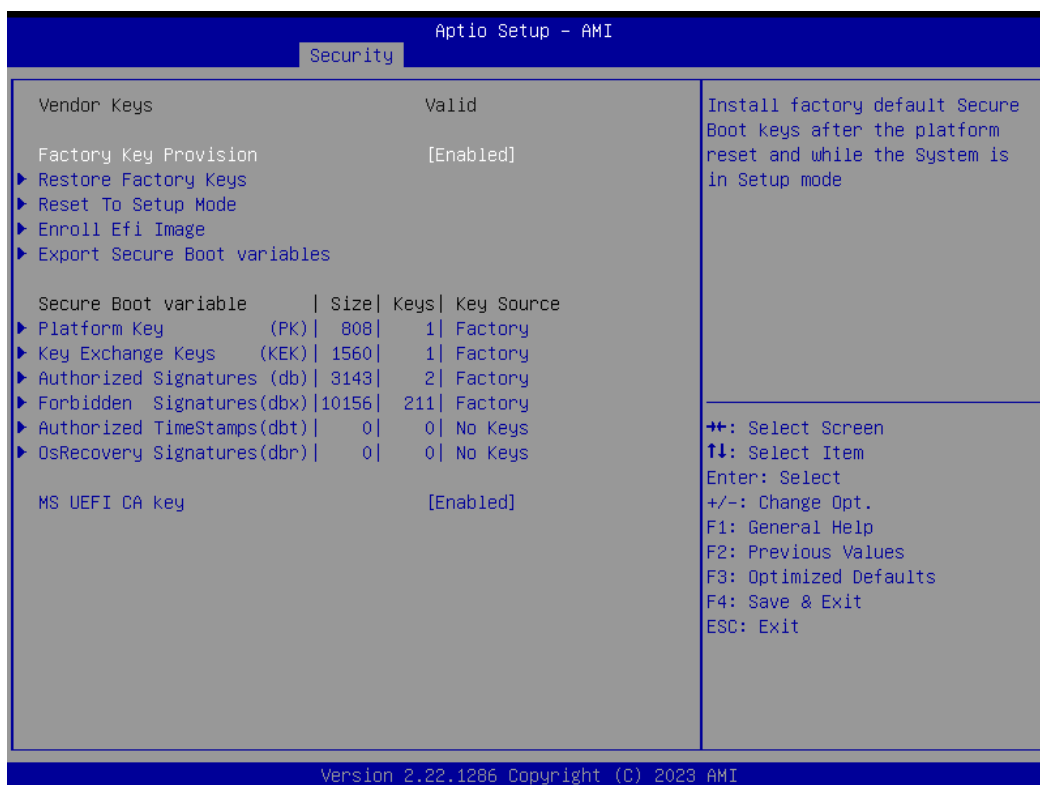 Aptio Setup – AMI
Security
Vendor Keys Valid
Factory Key Provision [Enabled]
▶ Restore Factory Keys
▶ Reset To Setup Mode
▶ Enroll Efi Image
▶ Export Secure Boot variables
Secure Boot variable | Size| Keys| Key Source
▶ Platform Key (PK)| 808| 1| Factory
▶ Key Exchange Keys (KEK)| 1560| 1| Factory
▶ Authorized Signatures (db)| 3143| 2| Factory
▶ Forbidden Signatures(dbx)|10156| 211| Factory
▶ Authorized TimeStamps(dbt)| 0| 0| No Keys
▶ OsRecovery Signatures(dbr)| 0| 0| No Keys
MS UEFI CA key [Enabled]
Install factory default Secure
Boot keys after the platform
reset and while the System is
in Setup mode
→←: Select Screen
↑↓: Select Item
Enter: Select
+/-: Change Opt.
F1: General Help
F2: Previous Values
F3: Optimized Defaults
F4: Save & Exit
ESC: Exit
Version 2.22.1286 Copyright (C) 2023 AMI